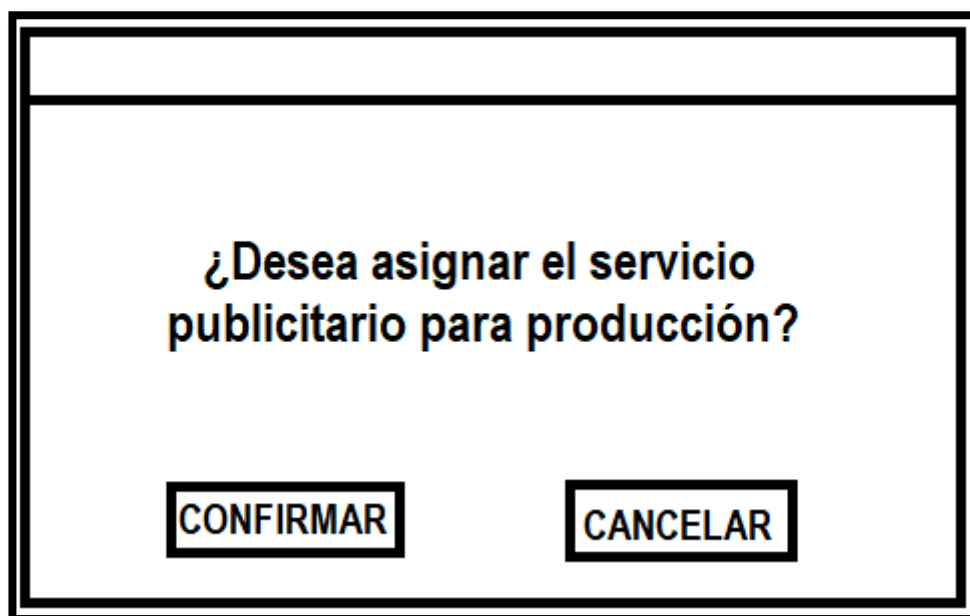 ¿Desea asignar el servicio
publicitario para producción?
CONFIRMAR
CANCELAR